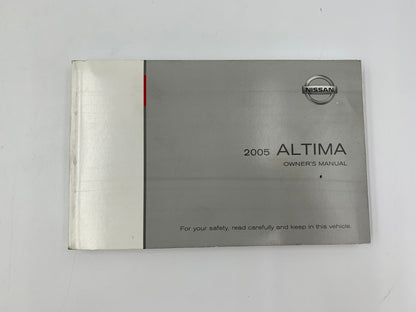 NISSAN
2005 ALTIMA
OWNER'S MANUAL
For your safety, read carefully and keep in this vehicle.